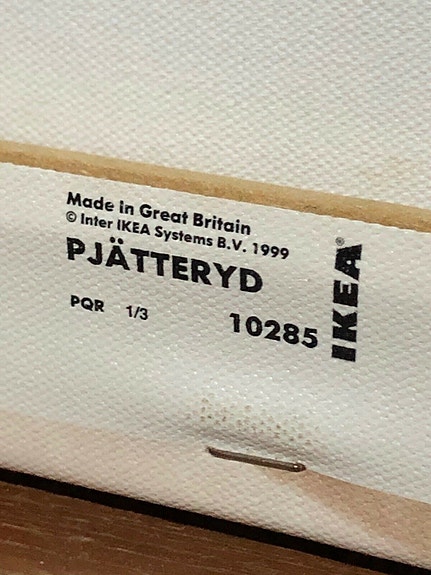 Made in Great Britain
© Inter IKEA Systems B.V. 1999
PJÄTTERYD
PQR 1/3 10285
IKEA®